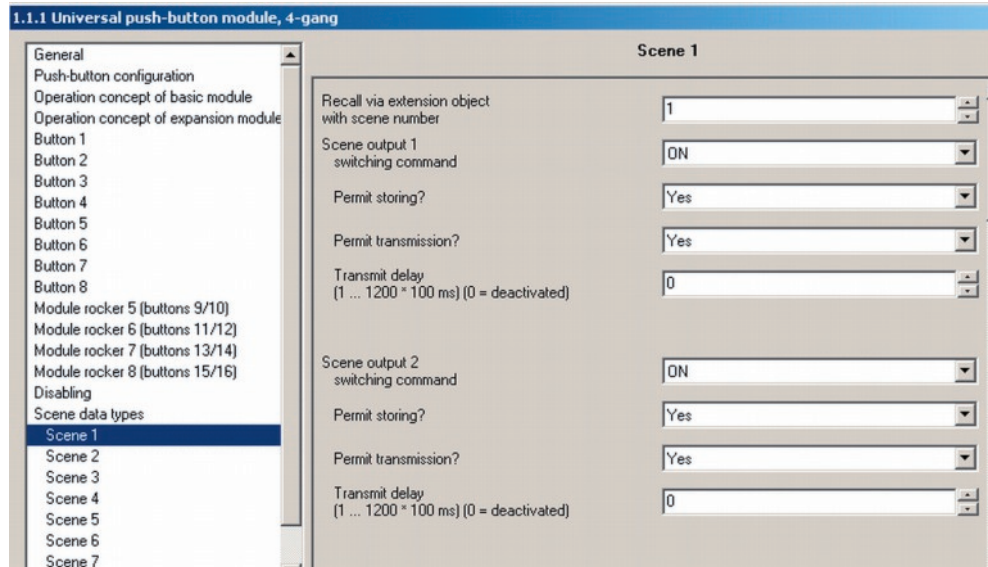 1.1.1 Universal push-button module, 4-gang
General
Push-button configuration
Operation concept of basic module
Operation concept of expansion module
Button 1
Button 2
Button 3
Button 4
Button 5
Button 6
Button 7
Button 8
Module rocker 5 (buttons 9/10)
Module rocker 6 (buttons 11/12)
Module rocker 7 (buttons 13/14)
Module rocker 8 (buttons 15/16)
Disabling
Scene data types
Scene 1
Scene 2
Scene 3
Scene 4
Scene 5
Scene 6
Scene 7
Scene 1
Recall via extension object
with scene number
1
Scene output 1
switching command
ON
Permit storing?
Yes
Permit transmission?
Yes
Transmit delay
(1 ... 1200 * 100 ms) (0 = deactivated)
0
Scene output 2
switching command
ON
Permit storing?
Yes
Permit transmission?
Yes
Transmit delay
(1 ... 1200 * 100 ms) (0 = deactivated)
0